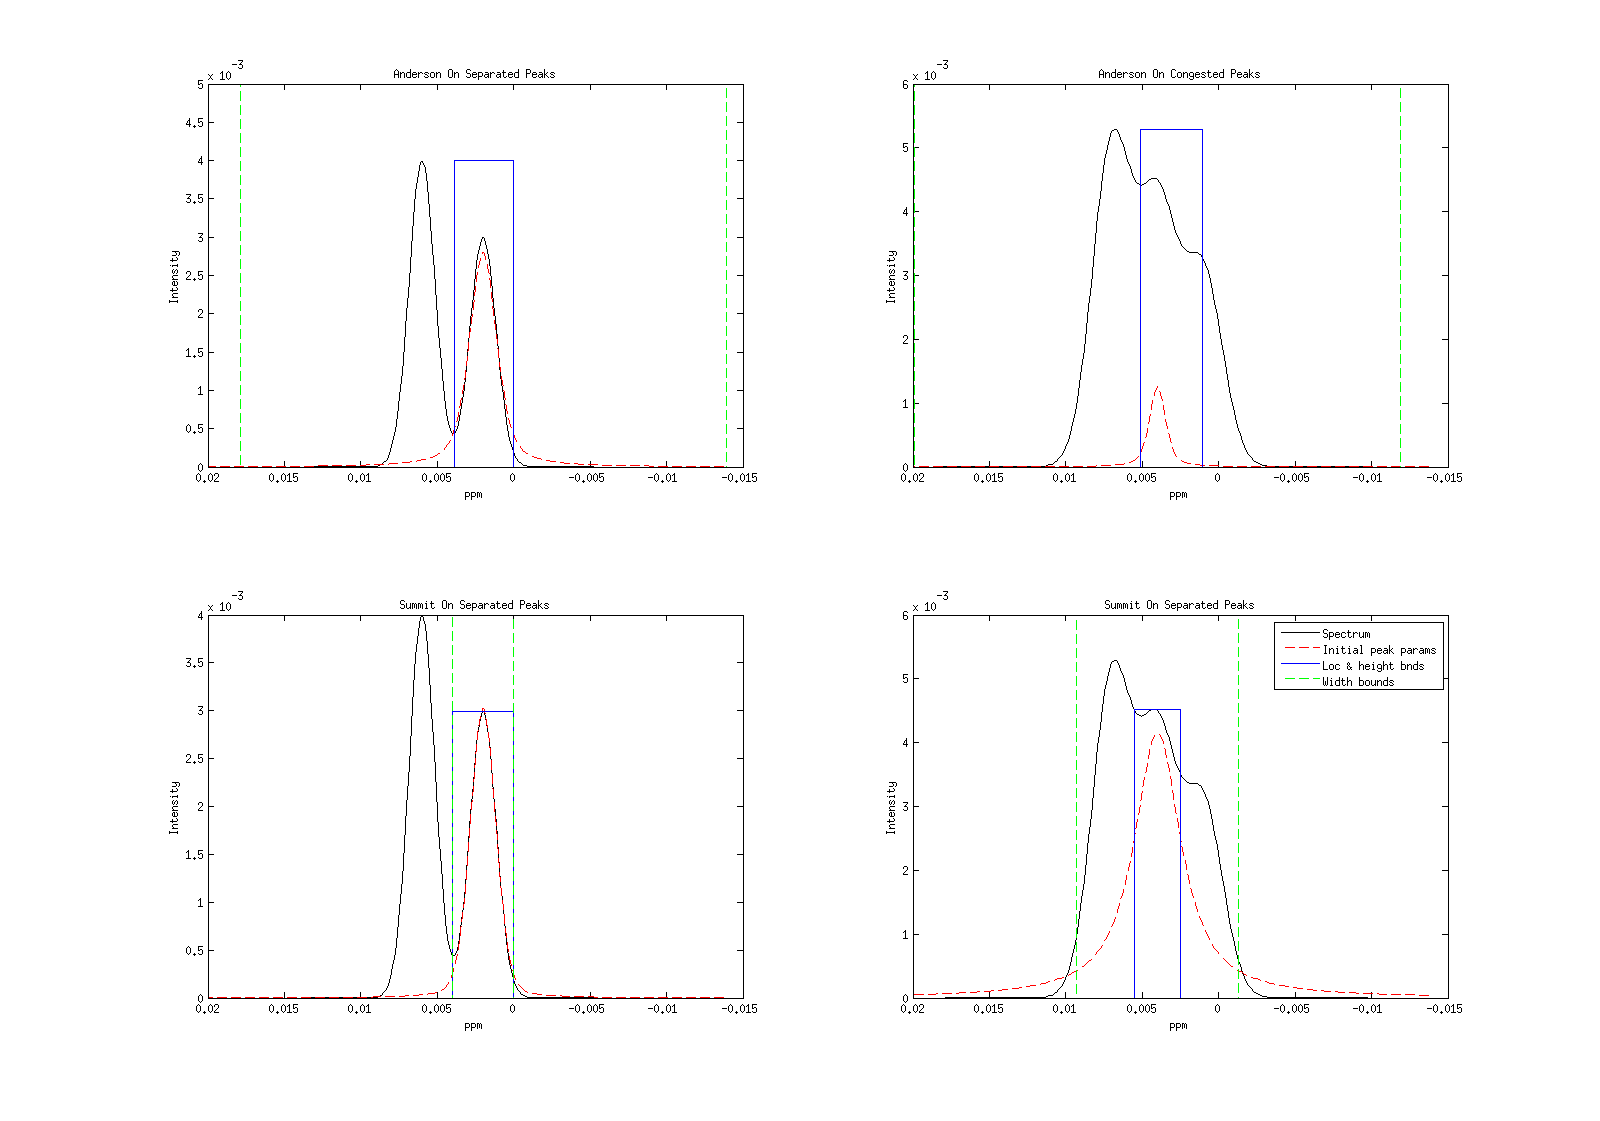 Anderson On Separated Peaks
x 10^-3
5
4.5
4
3.5
3
2.5
2
1.5
1
0.5
0
Intensity
0.02 0.015 0.01 0.005 0 -0.005 -0.01 -0.015
ppm
Anderson On Congested Peaks
x 10^-3
6
5
4
3
2
1
0
Intensity
0.02 0.015 0.01 0.005 0 -0.005 -0.01 -0.015
ppm
Summit On Separated Peaks
x 10^-3
4
3.5
3
2.5
2
1.5
1
0.5
0
Intensity
0.02 0.015 0.01 0.005 0 -0.005 -0.01 -0.015
ppm
Summit On Separated Peaks
x 10^-3
6
5
4
3
2
1
0
Intensity
Spectrum
Initial peak params
Loc & height bnds
Width bounds
0.02 0.015 0.01 0.005 0 -0.005 -0.01 -0.015
ppm